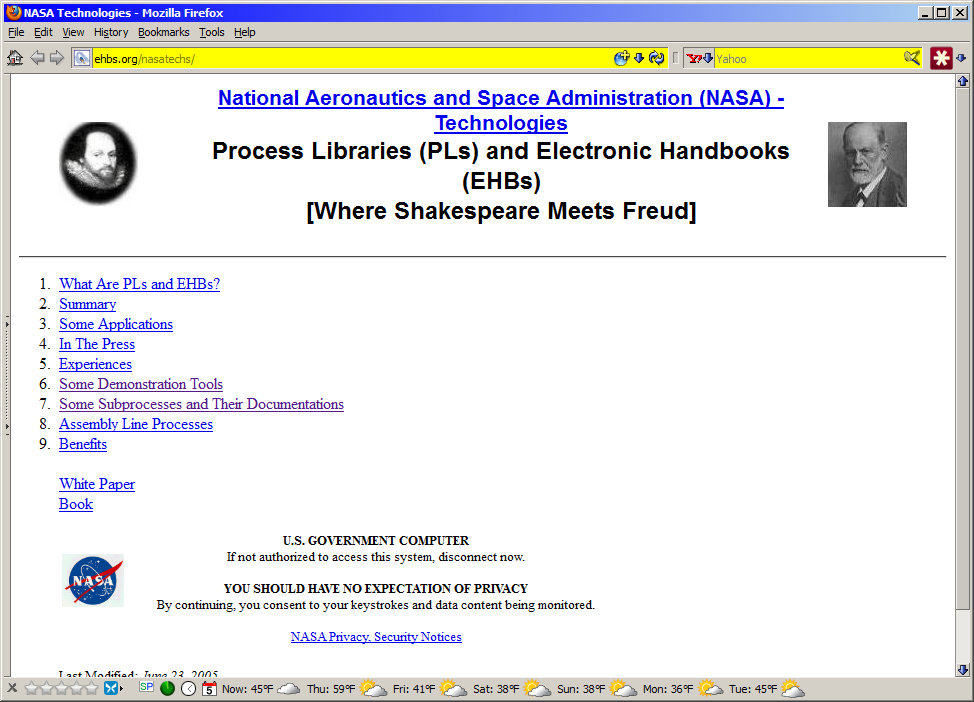 NASA Technologies - Mozilla Firefox
File Edit View History Bookmarks Tools Help
ehbs.org/nasatechs/ Yahoo
National Aeronautics and Space Administration (NASA) -
Technologies
Process Libraries (PLs) and Electronic Handbooks
(EHBs)
[Where Shakespeare Meets Freud]
1. What Are PLs and EHBs?
2. Summary
3. Some Applications
4. In The Press
5. Experiences
6. Some Demonstration Tools
7. Some Subprocesses and Their Documentations
8. Assembly Line Processes
9. Benefits
White Paper
Book
U.S. GOVERNMENT COMPUTER
If not authorized to access this system, disconnect now.
NASA
YOU SHOULD HAVE NO EXPECTATION OF PRIVACY
By continuing, you consent to your keystrokes and data content being monitored.
NASA Privacy, Security Notices
Last Modified: June 23, 2005
SP 5 Now: 45°F Thu: 59°F Fri: 41°F Sat: 38°F Sun: 38°F Mon: 36°F Tue: 45°F